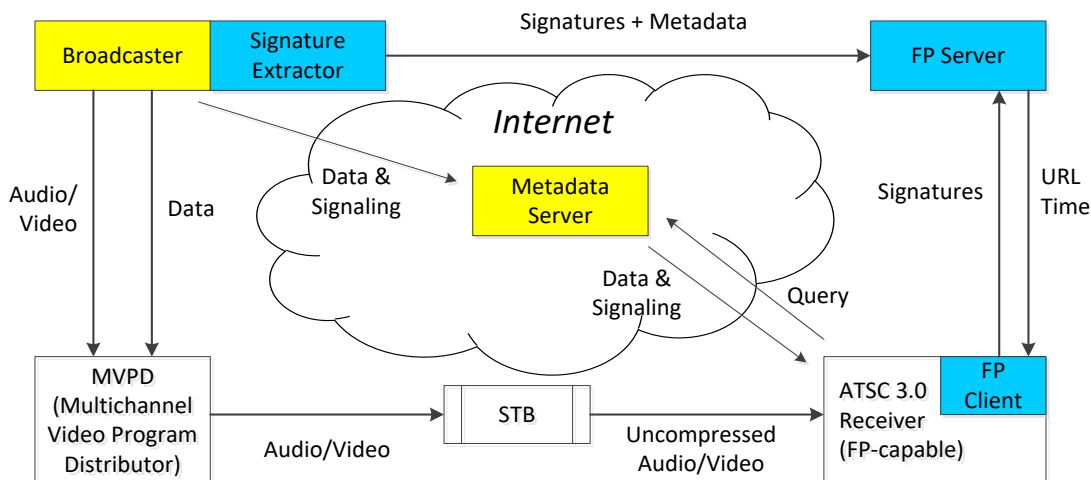 Signatures + Metadata
Broadcaster
Signature
Extractor
FP Server
Internet
Audio/
Video
Data
Data &
Signaling
Metadata
Server
Signatures
URL
Time
Data &
Signaling
Query
MVPD
(Multichannel
Video Program
Distributor)
Audio/Video
STB
Uncompressed
Audio/Video
ATSC 3.0
Receiver
(FP-capable)
FP
Client